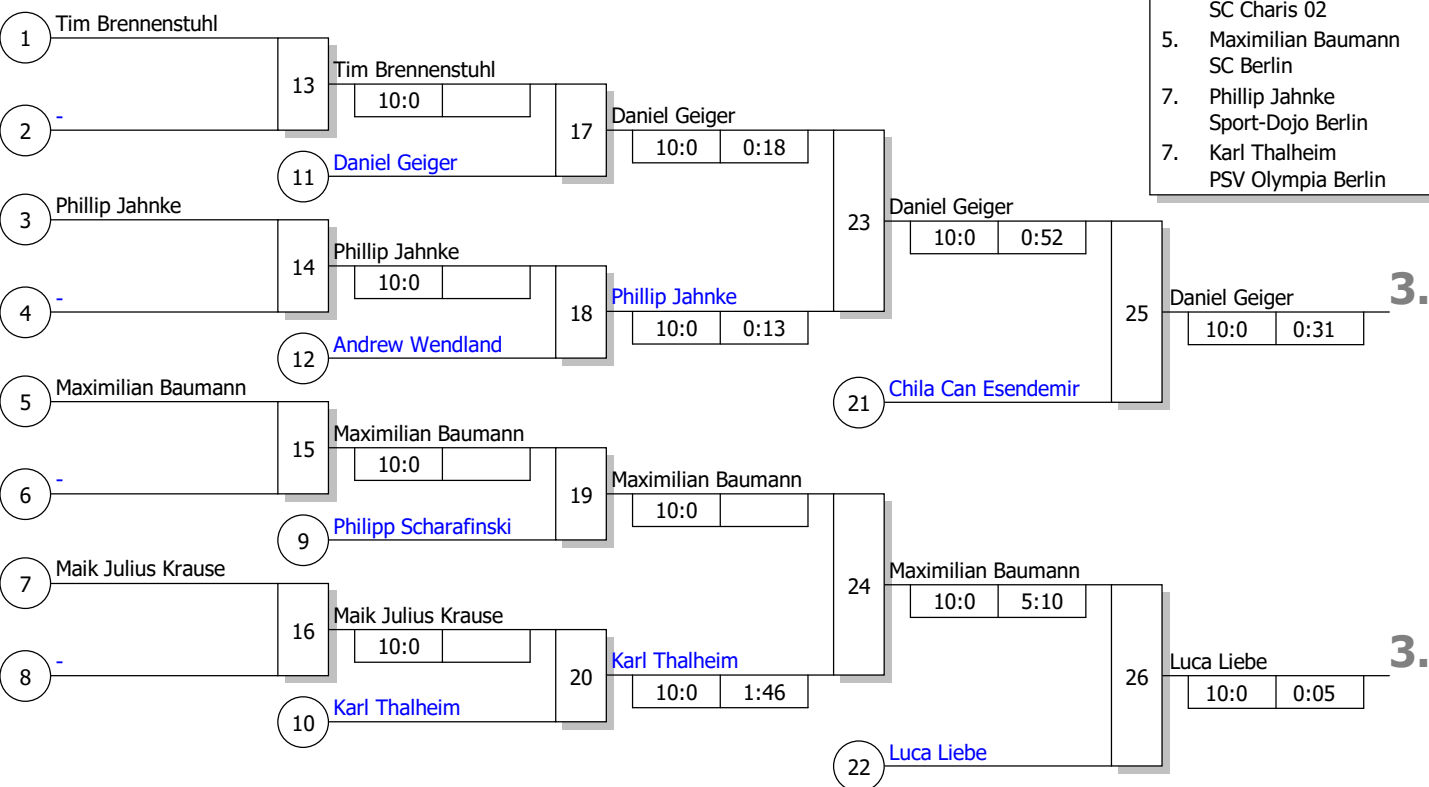 SC Charis 02
5. Maximilian Baumann
SC Berlin
7. Phillip Jahnke
Sport-Dojo Berlin
7. Karl Thalheim
PSV Olympia Berlin
1 Tim Brennenstuhl
2 -
13 Tim Brennenstuhl
10:0
11 Daniel Geiger
17 Daniel Geiger
10:0 0:18
3 Phillip Jahnke
4 -
14 Phillip Jahnke
10:0
12 Andrew Wendland
18 Phillip Jahnke
10:0 0:13
23 Daniel Geiger
10:0 0:52
21 Chila Can Esendemir
25 Daniel Geiger 3.
10:0 0:31
5 Maximilian Baumann
6 -
15 Maximilian Baumann
10:0
9 Philipp Scharafinski
19 Maximilian Baumann
10:0
7 Maik Julius Krause
8 -
16 Maik Julius Krause
10:0
10 Karl Thalheim
20 Karl Thalheim
10:0 1:46
24 Maximilian Baumann
10:0 5:10
22 Luca Liebe
26 Luca Liebe 3.
10:0 0:05